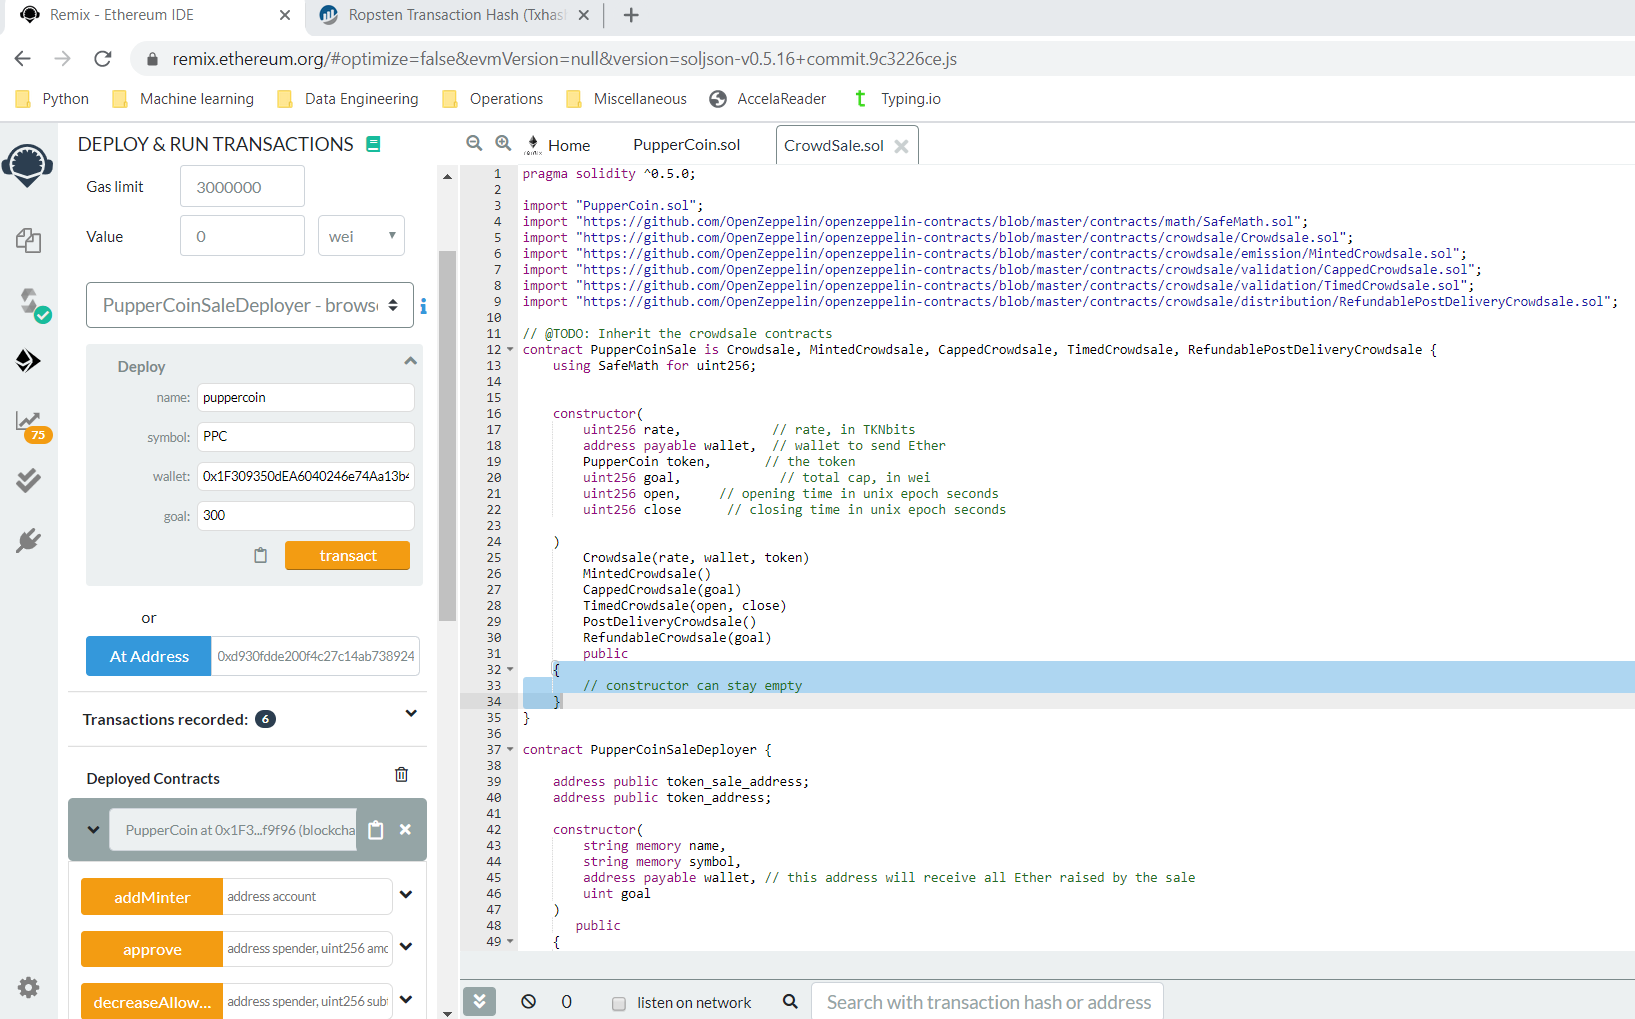 Remix - Ethereum IDE
Ropsten Transaction Hash (Txhas
remix.ethereum.org/#optimize=false&evmVersion=null&version=soljson-v0.5.16+commit.9c3226ce.js
Python
Machine learning
Data Engineering
Operations
Miscellaneous
AccelaReader
Typing.io
DEPLOY & RUN TRANSACTIONS
Gas limit
3000000
Value
0
wei
PupperCoinSaleDeployer - browse
Deploy
name:
puppercoin
symbol:
PPC
wallet:
0x1F309350dEA6040246e74Aa13b4
goal:
300
transact
or
At Address
0xd930fdde200f4c27c14ab738924
75
Transactions recorded: 6
Deployed Contracts
PupperCoin at 0x1F3...f9f96 (blockcha
addMinter
address account
approve
address spender, uint256 amo
decreaseAllow...
address spender, uint256 subt
Home
PupperCoin.sol
CrowdSale.sol
1 pragma solidity ^0.5.0;
2
3 import "PupperCoin.sol";
4 import "https://github.com/OpenZeppelin/openzeppelin-contracts/blob/master/contracts/math/SafeMath.sol";
5 import "https://github.com/OpenZeppelin/openzeppelin-contracts/blob/master/contracts/crowdsale/Crowdsale.sol";
6 import "https://github.com/OpenZeppelin/openzeppelin-contracts/blob/master/contracts/crowdsale/emission/MintedCrowdsale.sol";
7 import "https://github.com/OpenZeppelin/openzeppelin-contracts/blob/master/contracts/crowdsale/validation/CappedCrowdsale.sol";
8 import "https://github.com/OpenZeppelin/openzeppelin-contracts/blob/master/contracts/crowdsale/validation/TimedCrowdsale.sol";
9 import "https://github.com/OpenZeppelin/openzeppelin-contracts/blob/master/contracts/crowdsale/distribution/RefundablePostDeliveryCrowdsale.sol";
10
11 // @TODO: Inherit the crowdsale contracts
12 contract PupperCoinSale is Crowdsale, MintedCrowdsale, CappedCrowdsale, TimedCrowdsale, RefundablePostDeliveryCrowdsale {
13 using SafeMath for uint256;
14
15
16 constructor(
17 uint256 rate, // rate, in TKNbits
18 address payable wallet, // wallet to send Ether
19 PupperCoin token, // the token
20 uint256 goal, // total cap, in wei
21 uint256 open, // opening time in unix epoch seconds
22 uint256 close // closing time in unix epoch seconds
23
24 )
25 Crowdsale(rate, wallet, token)
26 MintedCrowdsale()
27 CappedCrowdsale(goal)
28 TimedCrowdsale(open, close)
29 PostDeliveryCrowdsale()
30 RefundableCrowdsale(goal)
31 public
32 {
33 // constructor can stay empty
34 }
35 }
36
37 contract PupperCoinSaleDeployer {
38
39 address public token_sale_address;
40 address public token_address;
41
42 constructor(
43 string memory name,
44 string memory symbol,
45 address payable wallet, // this address will receive all Ether raised by the sale
46 uint goal
47 )
48 public
49 {
0
listen on network
Search with transaction hash or address